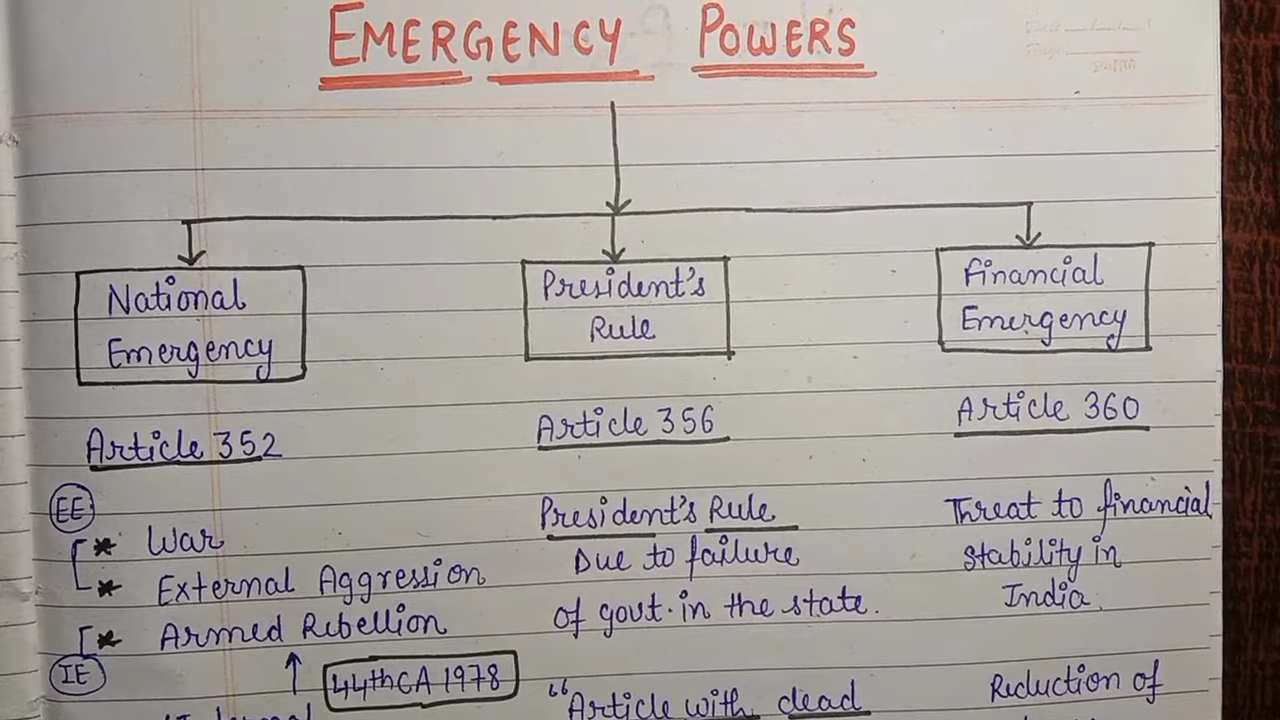 EMERGENCY POWERS
National
Emergency
President's
Rule
Financial
Emergency
Article 352
Article 356
Article 360
EE
* War
* External Aggression
* Armed Rebellion
IE
44th CA 1978
President's Rule
Due to failure
of govt. in the state.
"Article with dead
Threat to financial
stability in
India.
Reduction of